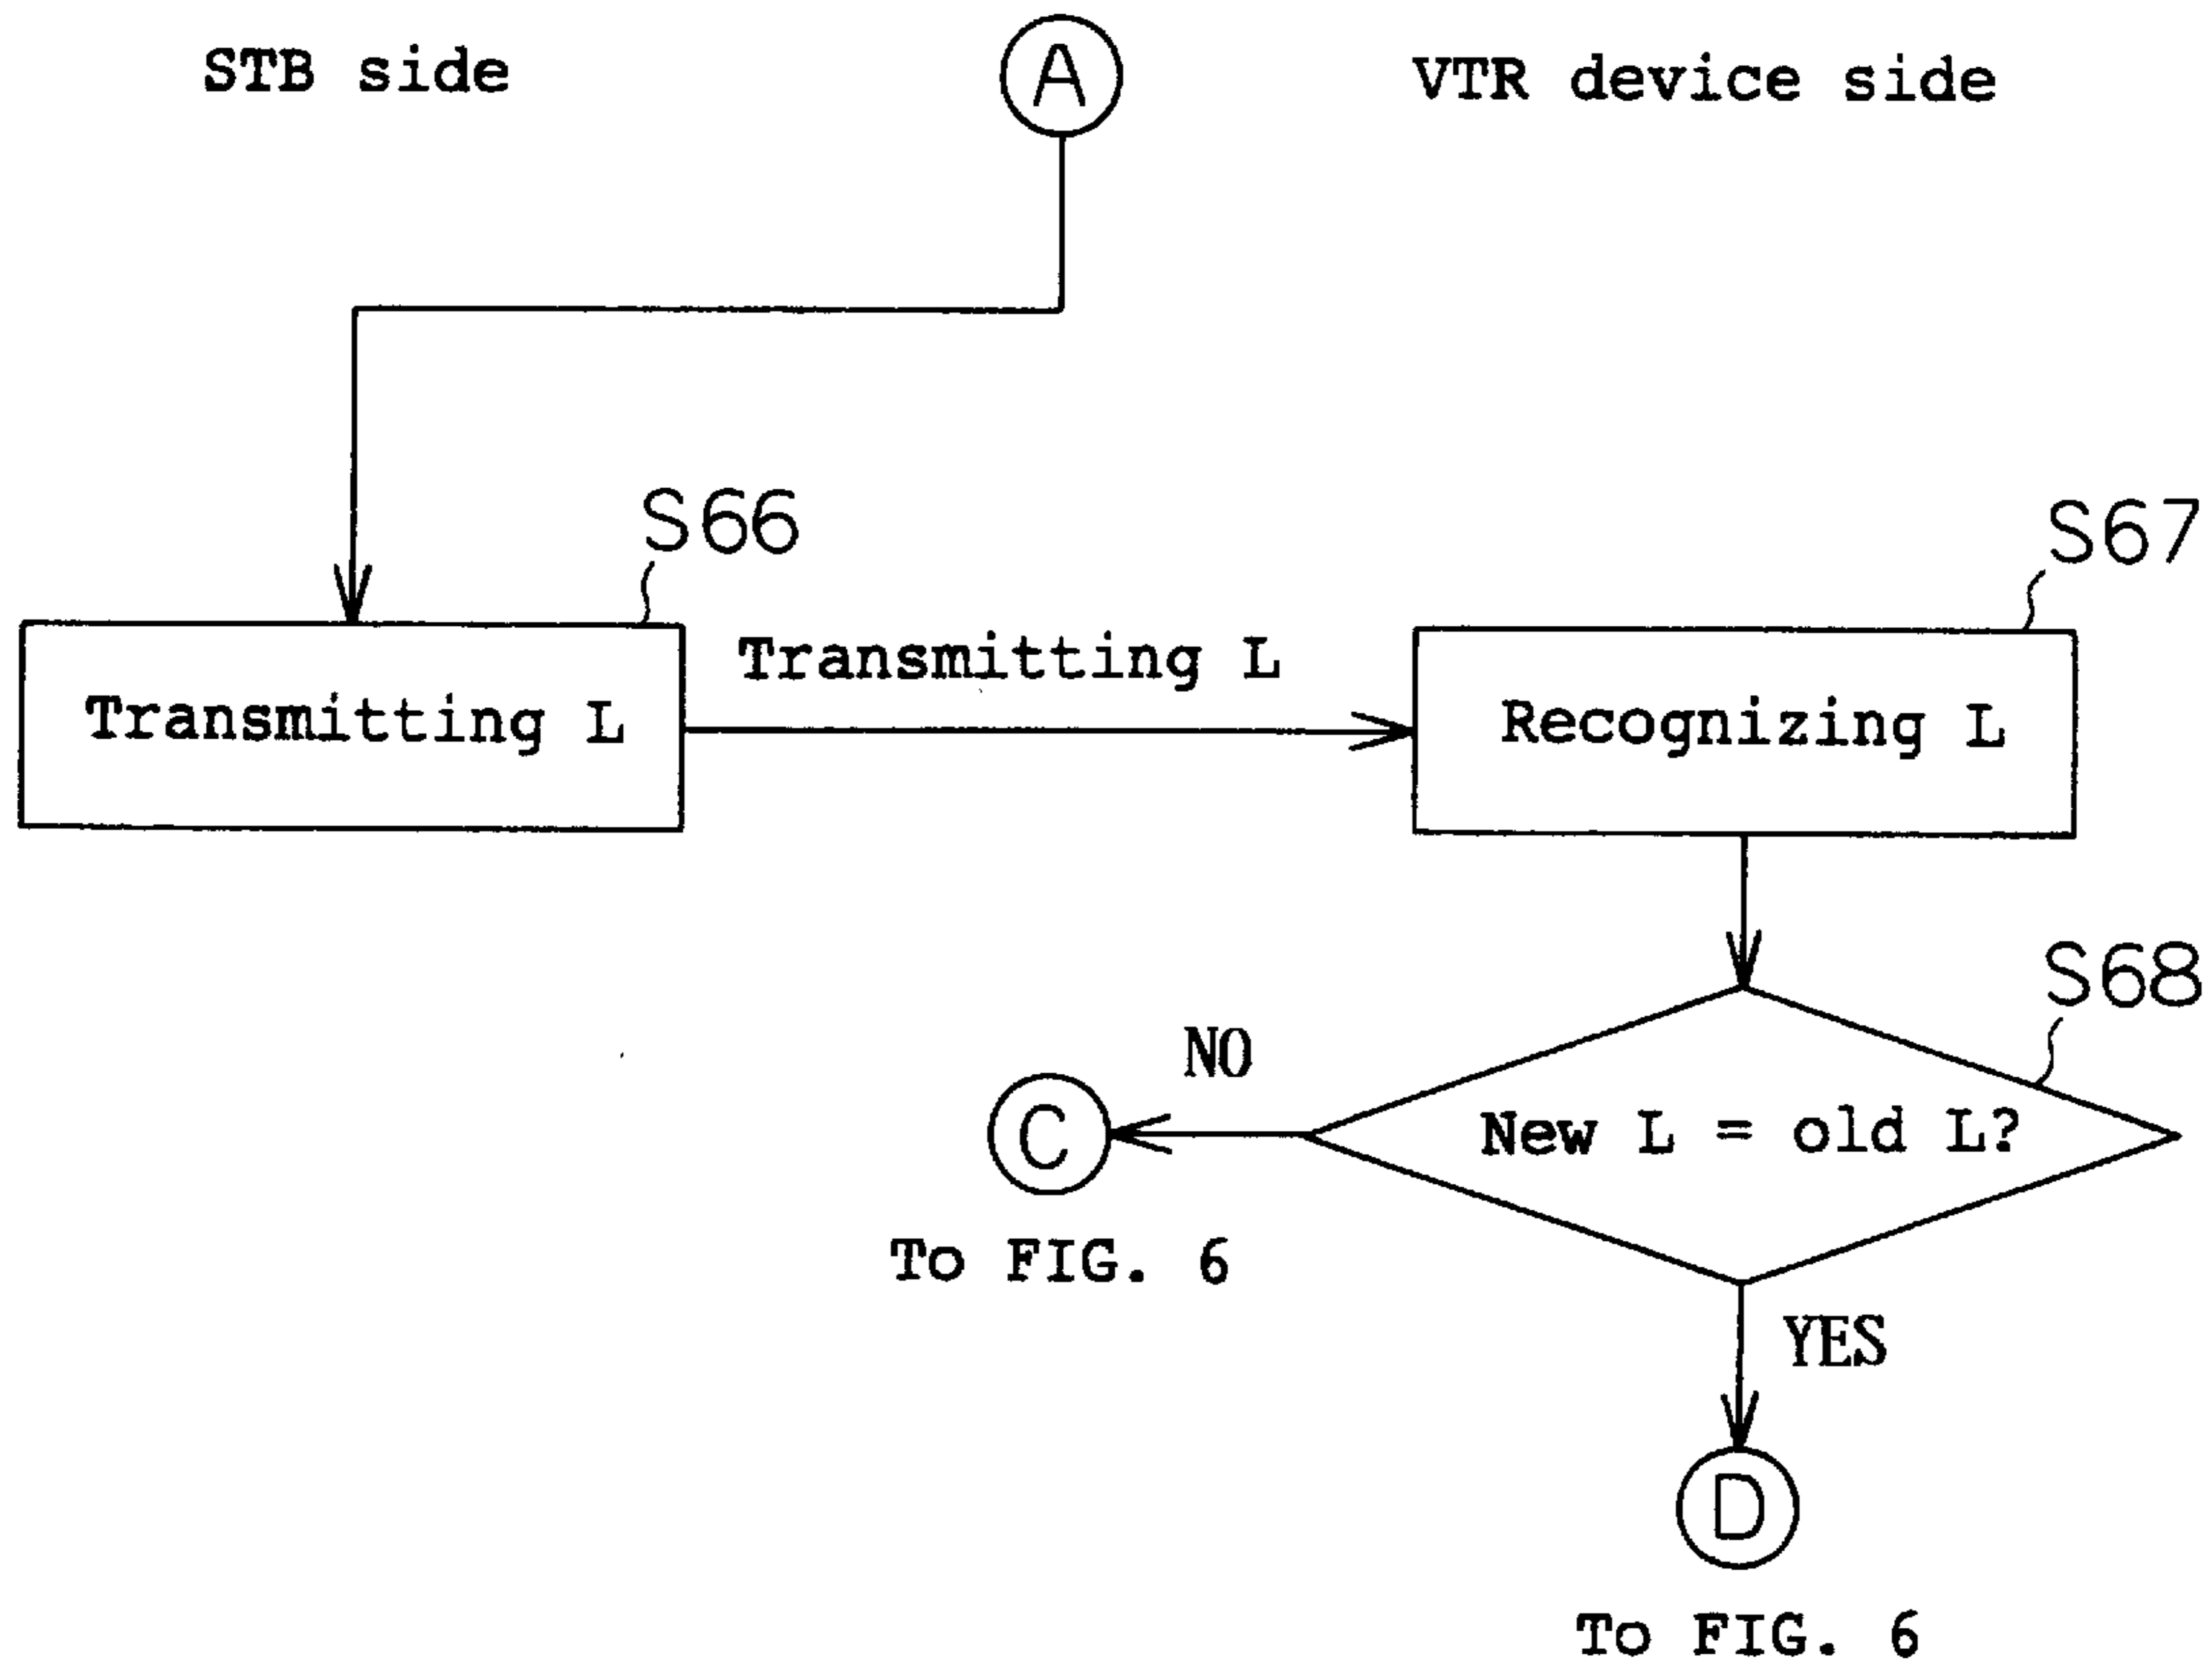 STB side
A
VTR device side
S66
S67
Transmitting L
Transmitting L
Recognizing L
S68
NO
C
New L = old L?
To FIG. 6
YES
D
To FIG. 6